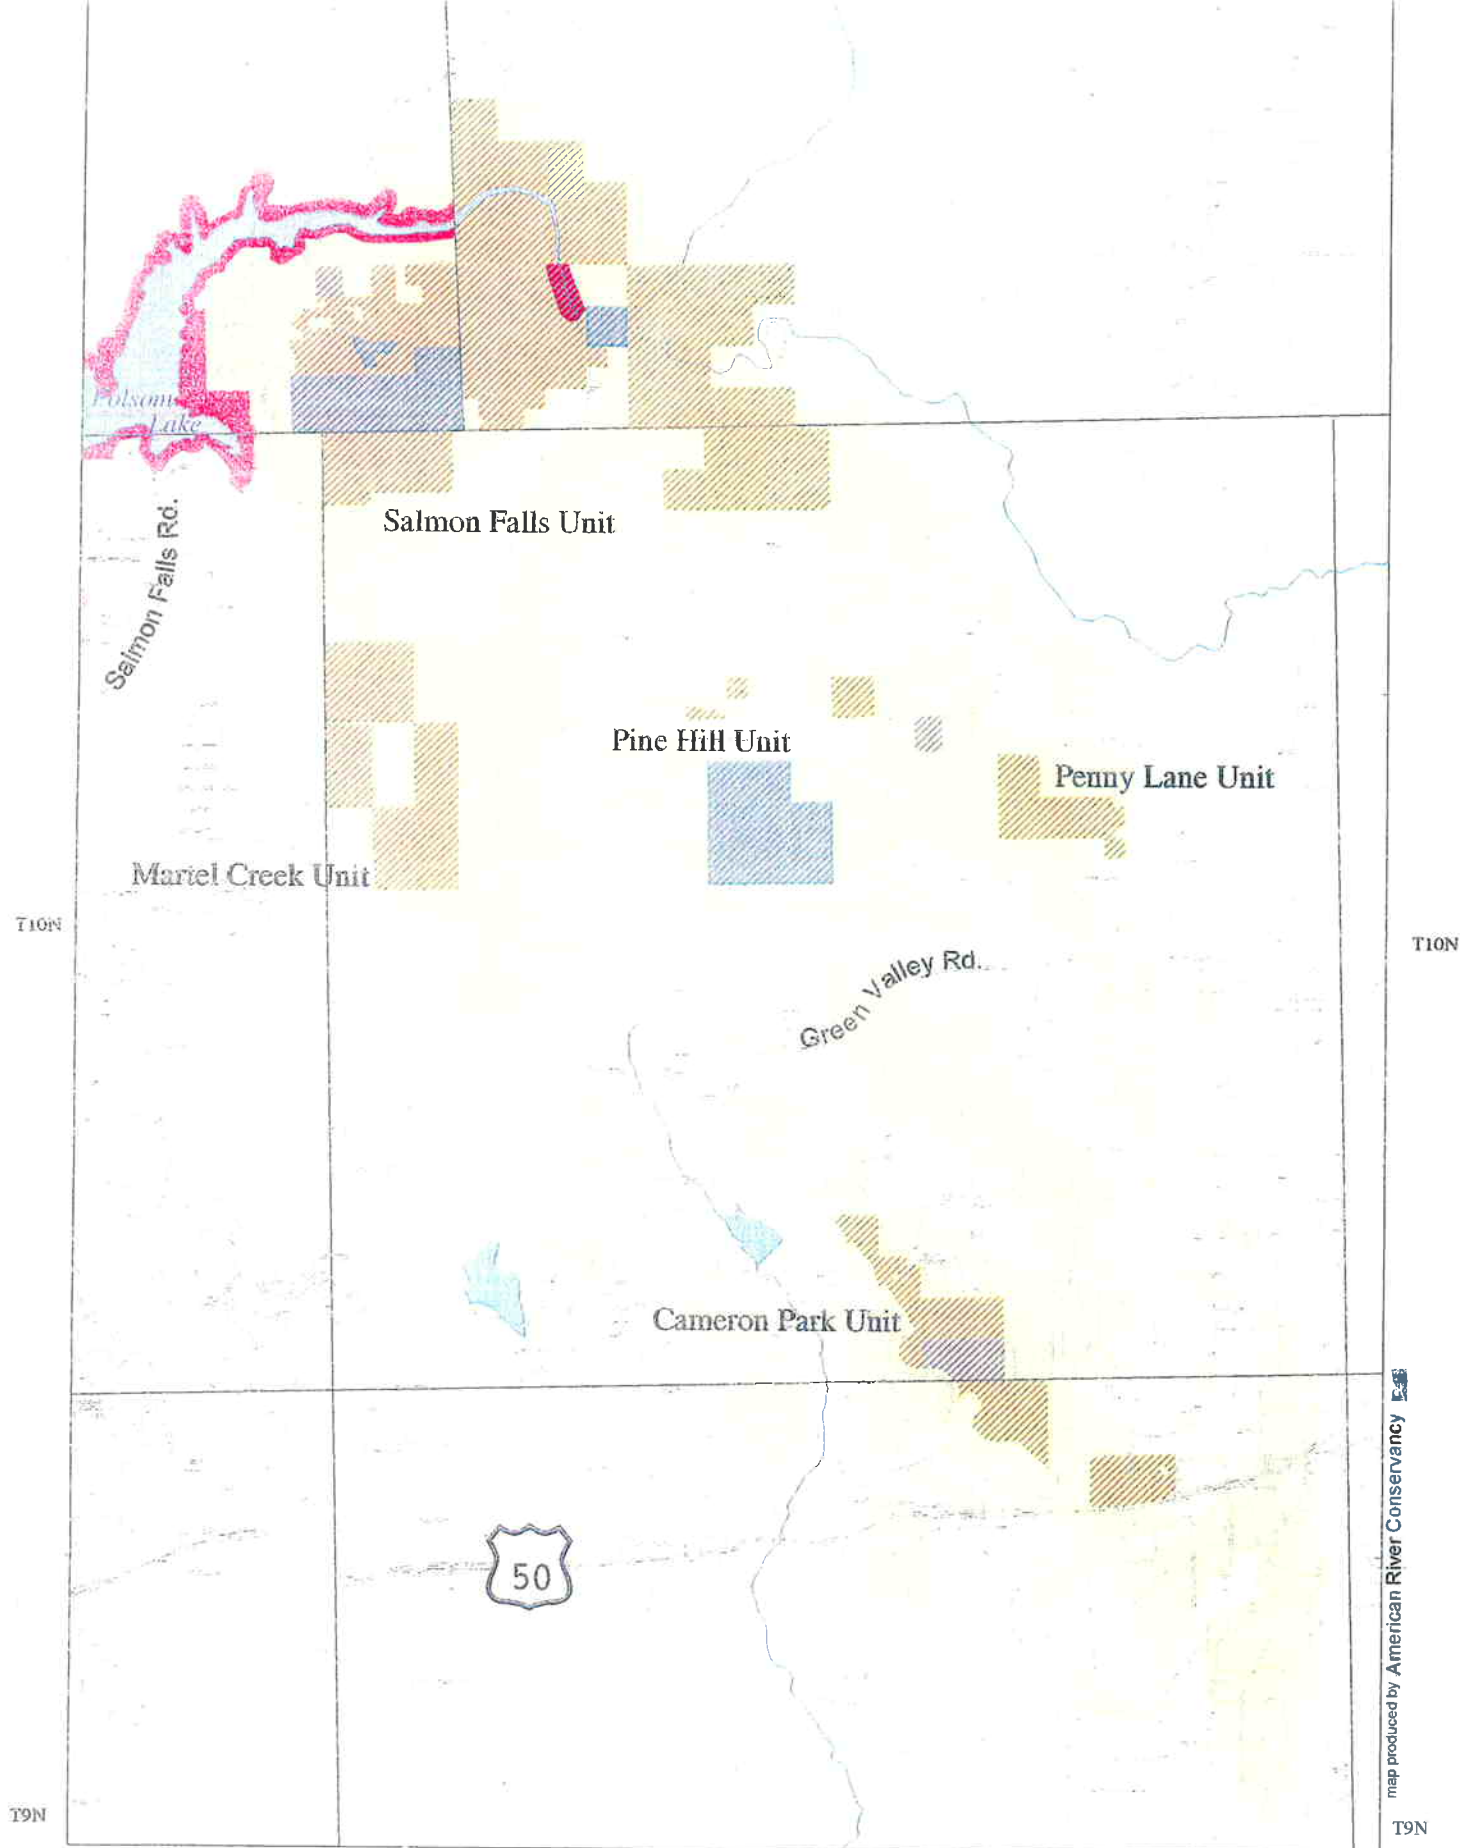 Folsom
Lake
Salmon Falls Unit
Salmon Falls Rd.
Pine Hill Unit
Penny Lane Unit
Martel Creek Unit
T10N
T10N
Green Valley Rd.
Cameron Park Unit
50
map produced by American River Conservancy
T9N
T9N